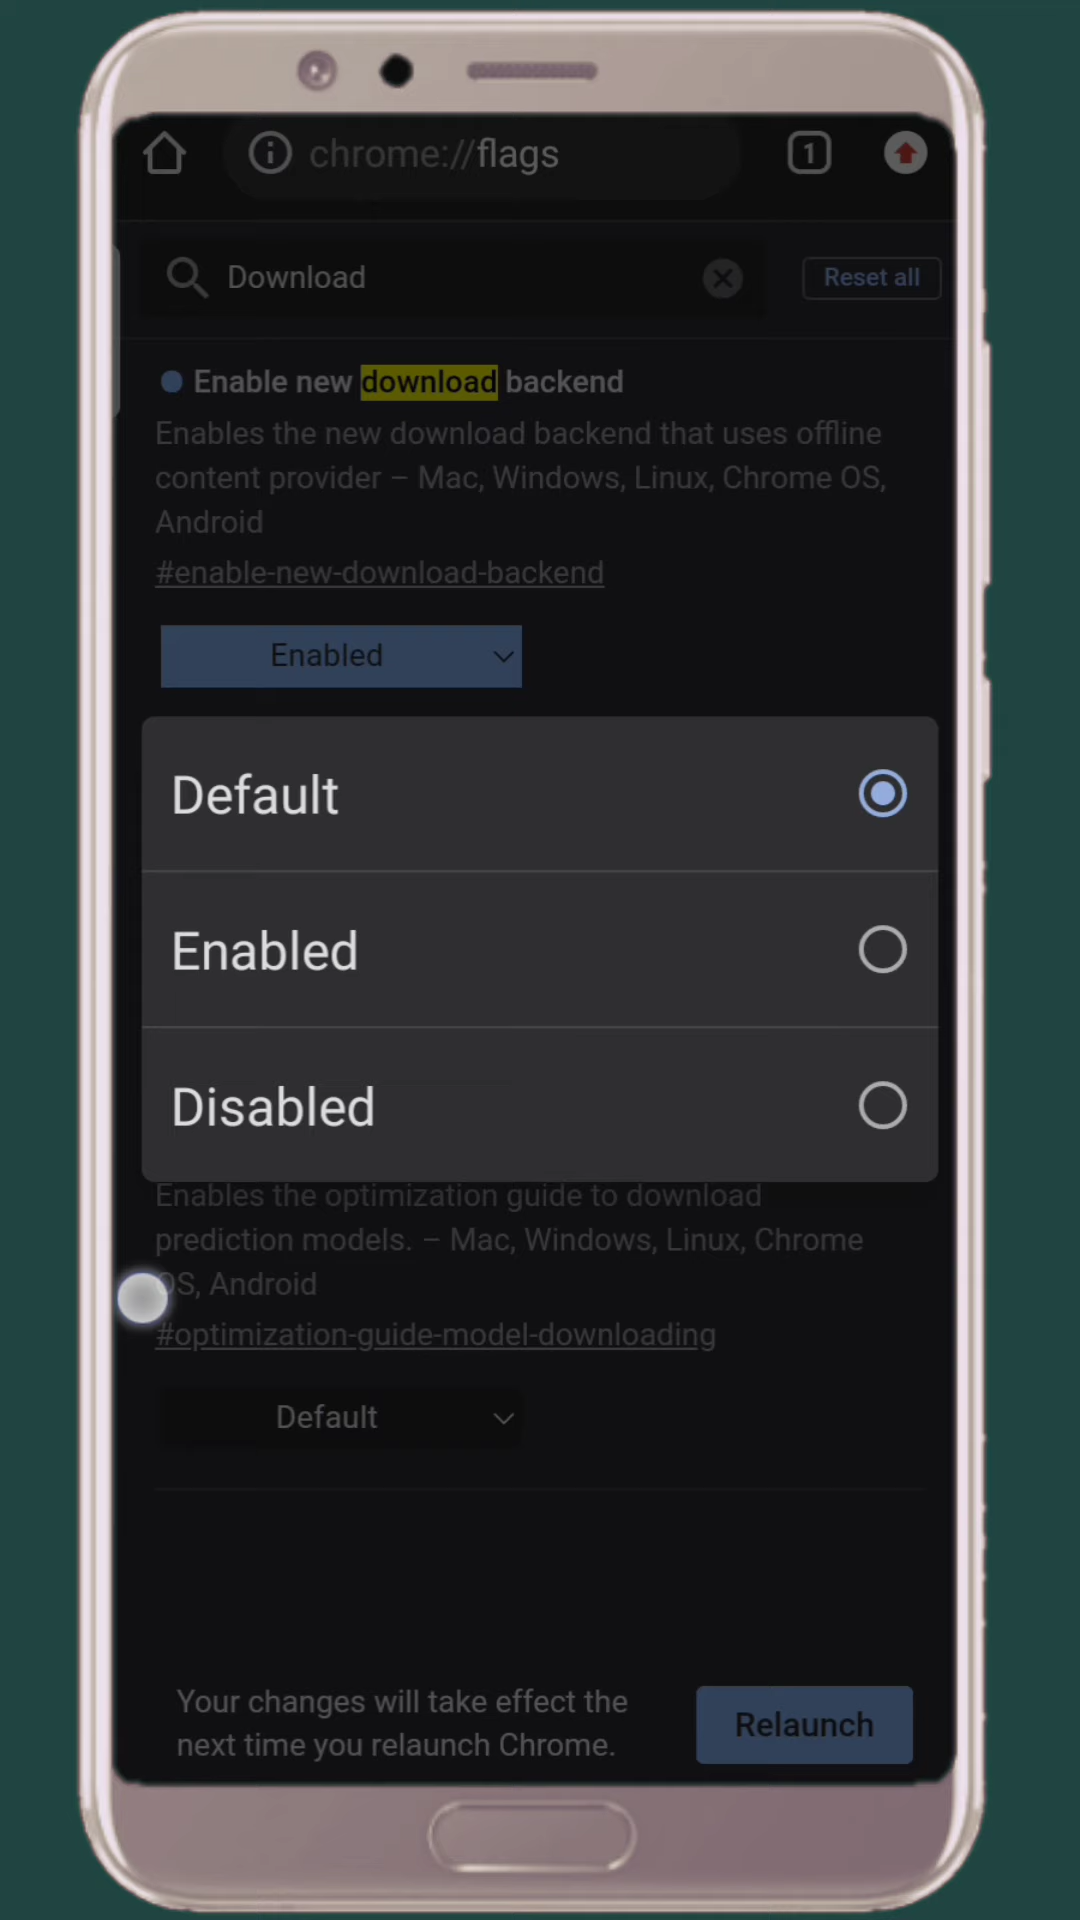 chrome://flags
1
Download
Reset all
Enable new download backend
Enables the new download backend that uses offline
content provider – Mac, Windows, Linux, Chrome OS,
Android
#enable-new-download-backend
Enabled
Default
Enabled
Disabled
Enables the optimization guide to download
prediction models. – Mac, Windows, Linux, Chrome
OS, Android
#optimization-guide-model-downloading
Default
Your changes will take effect the
next time you relaunch Chrome.
Relaunch